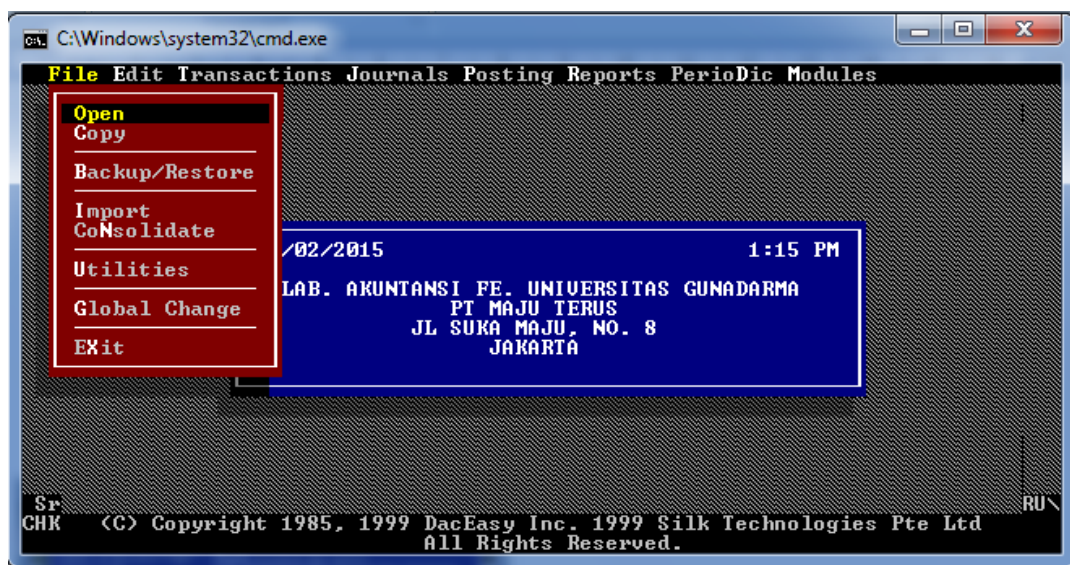 C:\Windows\system32\cmd.exe
File Edit Transactions Journals Posting Reports PerioDic Modules
Open
Copy
Backup/Restore
Import
CoNsolidate
Utilities
Global Change
EXit
/02/2015 1:15 PM
LAB. AKUNTANSI FE. UNIVERSITAS GUNADARMA
PT MAJU TERUS
JL SUKA MAJU, NO. 8
JAKARTA
Sr RU\
CHK (C) Copyright 1985, 1999 DacEasy Inc. 1999 Silk Technologies Pte Ltd
All Rights Reserved.